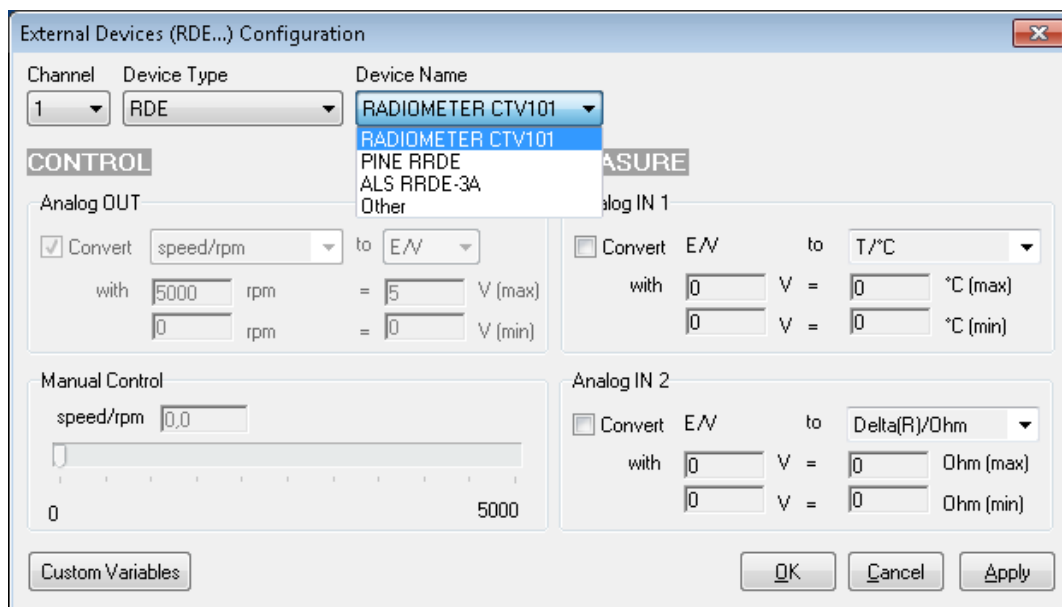 External Devices (RDE...) Configuration
Channel Device Type Device Name
1 RDE RADIOMETER CTV101
RADIOMETER CTV101
PINE RRDE
ALS RRDE-3A
Other
CONTROL
ASURE
Analog OUT
Convert speed/rpm to E/V
with 5000 rpm = 5 V (max)
0 rpm = 0 V (min)
Manual Control
speed/rpm 0,0
0 5000
alog IN 1
Convert E/V to T/°C
with 0 V = 0 °C (max)
0 V = 0 °C (min)
Analog IN 2
Convert E/V to Delta(R)/Ohm
with 0 V = 0 Ohm (max)
0 V = 0 Ohm (min)
Custom Variables OK Cancel Apply